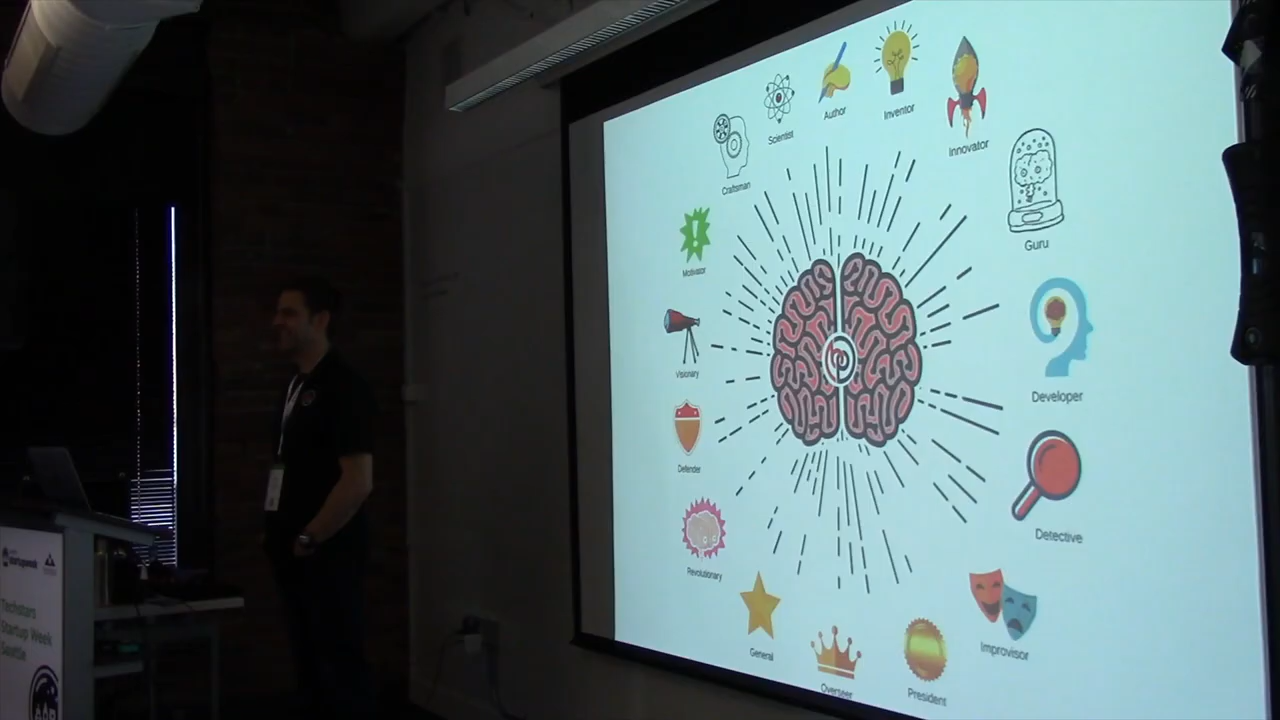 Author
Inventor
Scientist
Innovator
Craftsman
Guru
Motivator
Visionary
Developer
Defender
Detective
Revolutionary
General
Improvisor
Overseer
President
startupweek
Techstars
Startup Week
Seattle